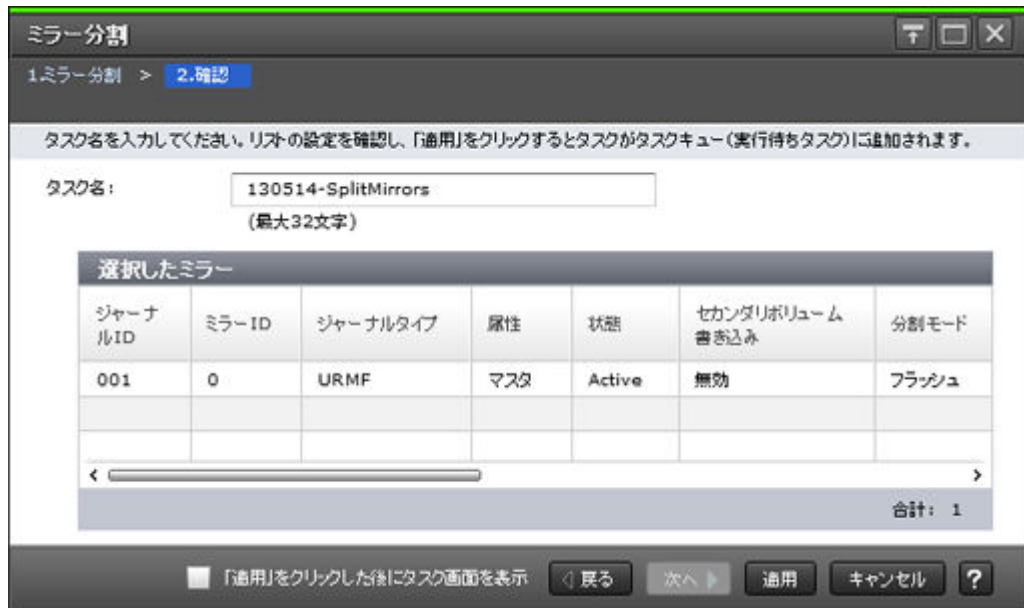 ミラー分割
1.ミラー分割 > 2.確認
タスク名を入力してください。リストの設定を確認し、「適用」をクリックするとタスクがタスクキュー(実行待ちタスク)に追加されます。
タスク名: 130514-SplitMirrors
(最大32文字)
選択したミラー
ジャーナルID ミラーID ジャーナルタイプ 属性 状態 セカンダリボリューム書き込み 分割モード
001 0 URMF マスタ Active 無効 フラッシュ
合計: 1
「適用」をクリックした後にタスク画面を表示 戻る 次へ 適用 キャンセル ?